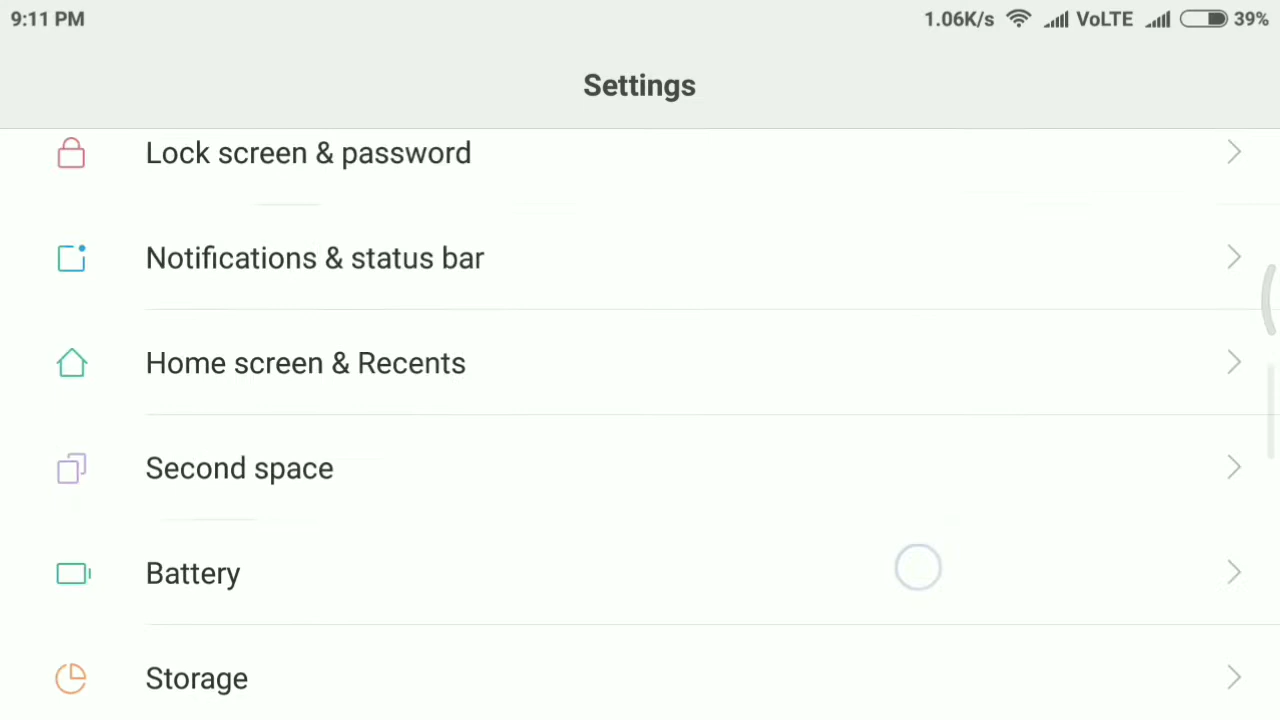 9:11 PM 1.06K/s VoLTE 39%
Settings
Lock screen & password
Notifications & status bar
Home screen & Recents
Second space
Battery
Storage